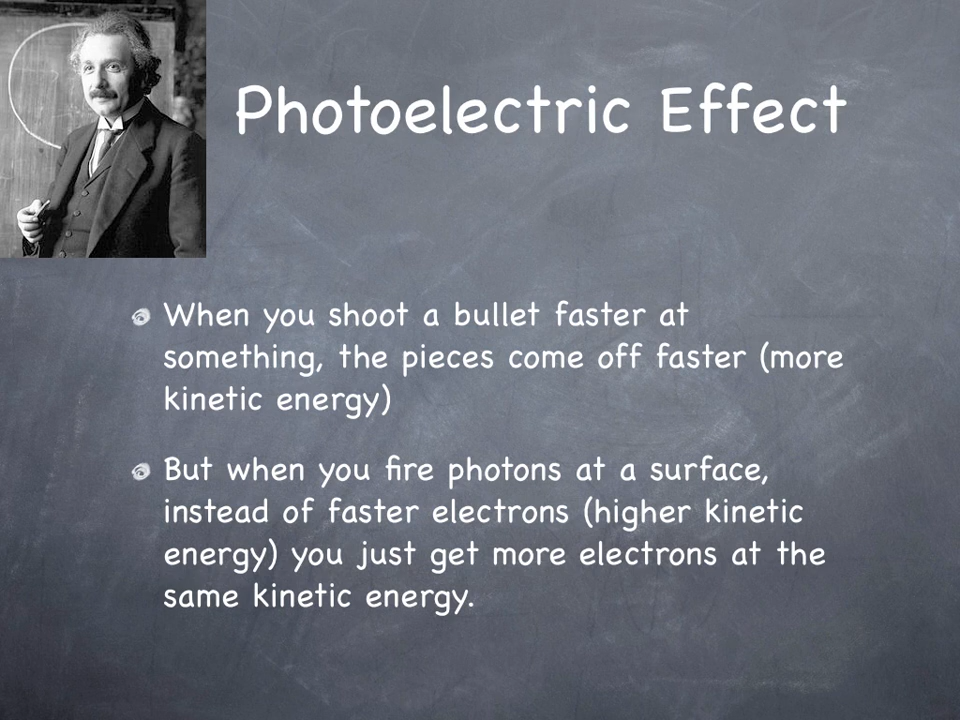 Photoelectric Effect
When you shoot a bullet faster at
something, the pieces come off faster (more
kinetic energy)
But when you fire photons at a surface,
instead of faster electrons (higher kinetic
energy) you just get more electrons at the
same kinetic energy.